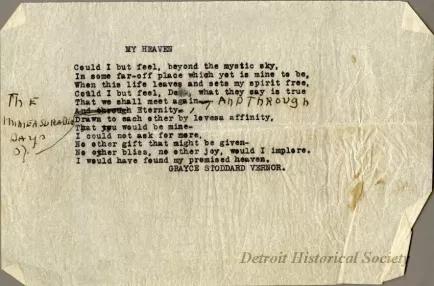 MY HEAVEN
Could I but feel, beyond the mystic sky,
In some far-off place which yet is mine to be,
When this life leaves and sets my spirit free,
Could I but feel, what they say is true
That we shall meet again- AND THROUGH
THE IMMEASURABLE DAYS OF
And through Eternity-
Drawn to each other by loves affinity,
That you would be mine-
I could not ask for more,
No other gift that might be given-
No other bliss, no other joy, would I implore.
I would have found my promised heaven.
GRAYCE STODDARD VERNOR.
Detroit Historical Society